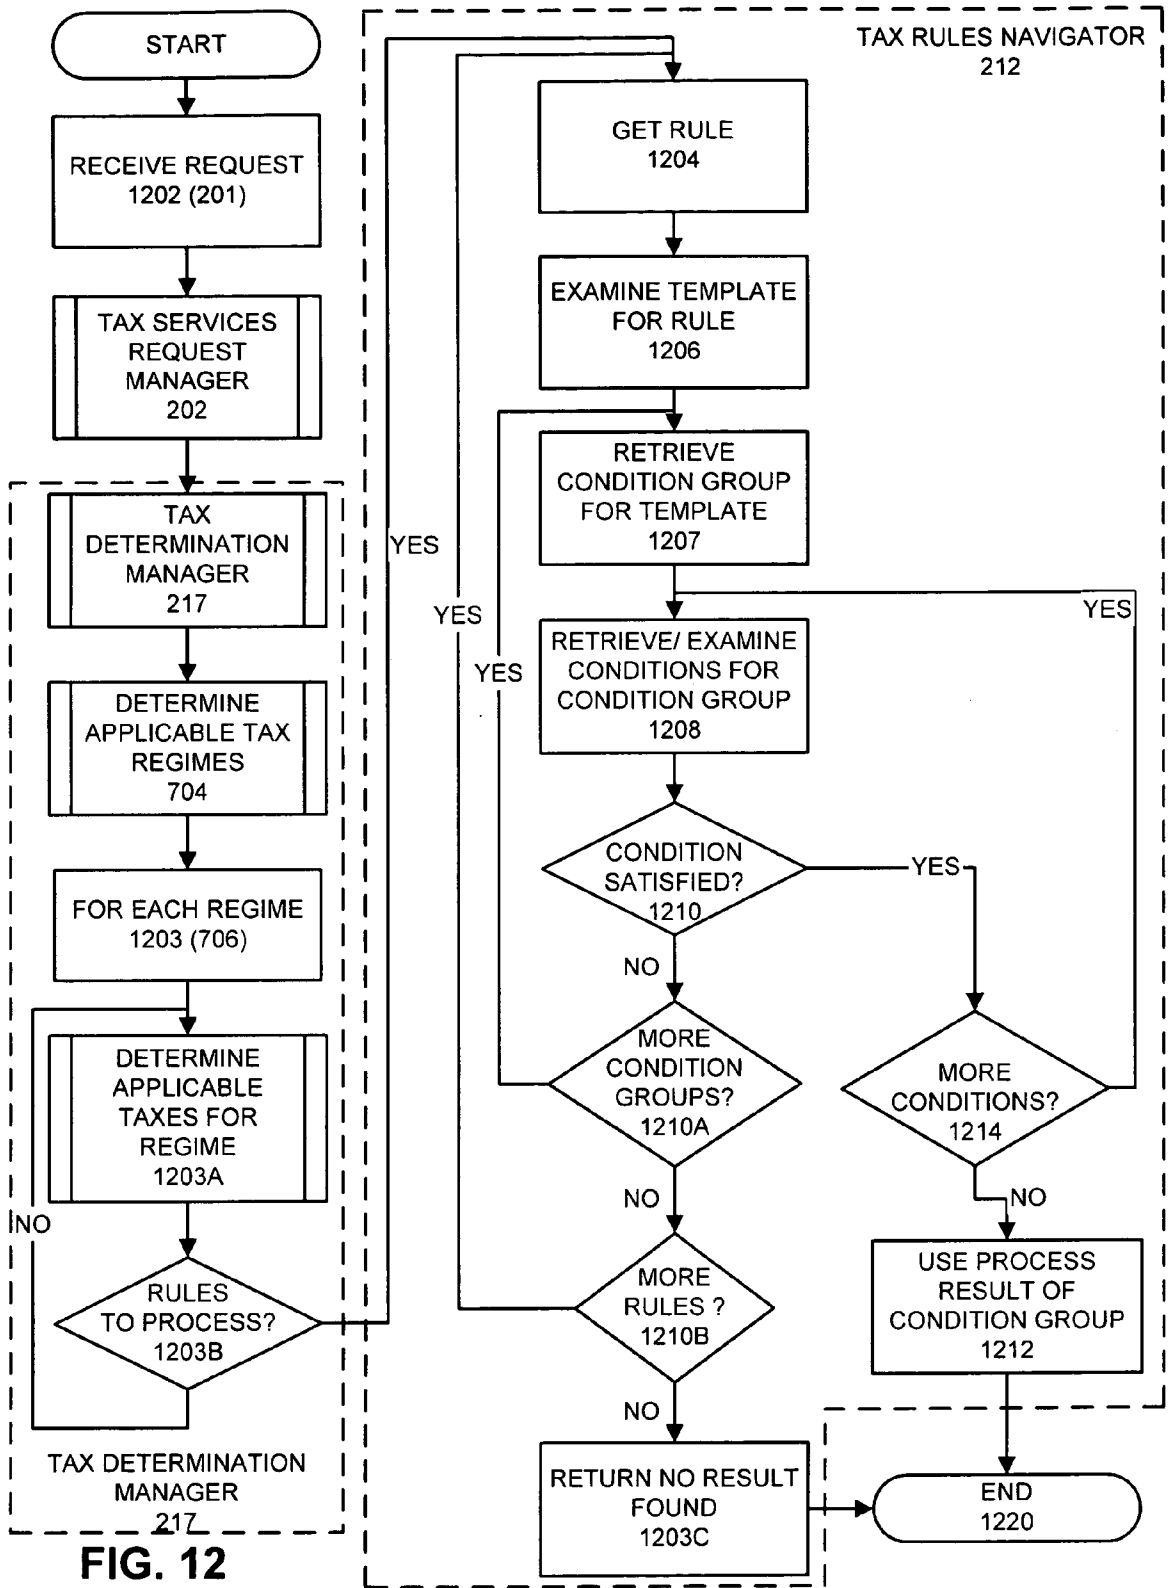 START
RECEIVE REQUEST
1202 (201)
TAX SERVICES
REQUEST
MANAGER
202
TAX
DETERMINATION
MANAGER
217
DETERMINE
APPLICABLE TAX
REGIMES
704
FOR EACH REGIME
1203 (706)
DETERMINE
APPLICABLE
TAXES FOR
REGIME
1203A
NO
RULES
TO PROCESS?
1203B
YES
TAX DETERMINATION
MANAGER
217
TAX RULES NAVIGATOR
212
GET RULE
1204
EXAMINE TEMPLATE
FOR RULE
1206
RETRIEVE
CONDITION GROUP
FOR TEMPLATE
1207
YES
YES
YES
RETRIEVE/ EXAMINE
CONDITIONS FOR
CONDITION GROUP
1208
CONDITION
SATISFIED?
1210
YES
NO
MORE
CONDITION
GROUPS?
1210A
MORE
CONDITIONS?
1214
NO
NO
MORE
RULES ?
1210B
USE PROCESS
RESULT OF
CONDITION GROUP
1212
NO
RETURN NO RESULT
FOUND
1203C
END
1220
FIG. 12